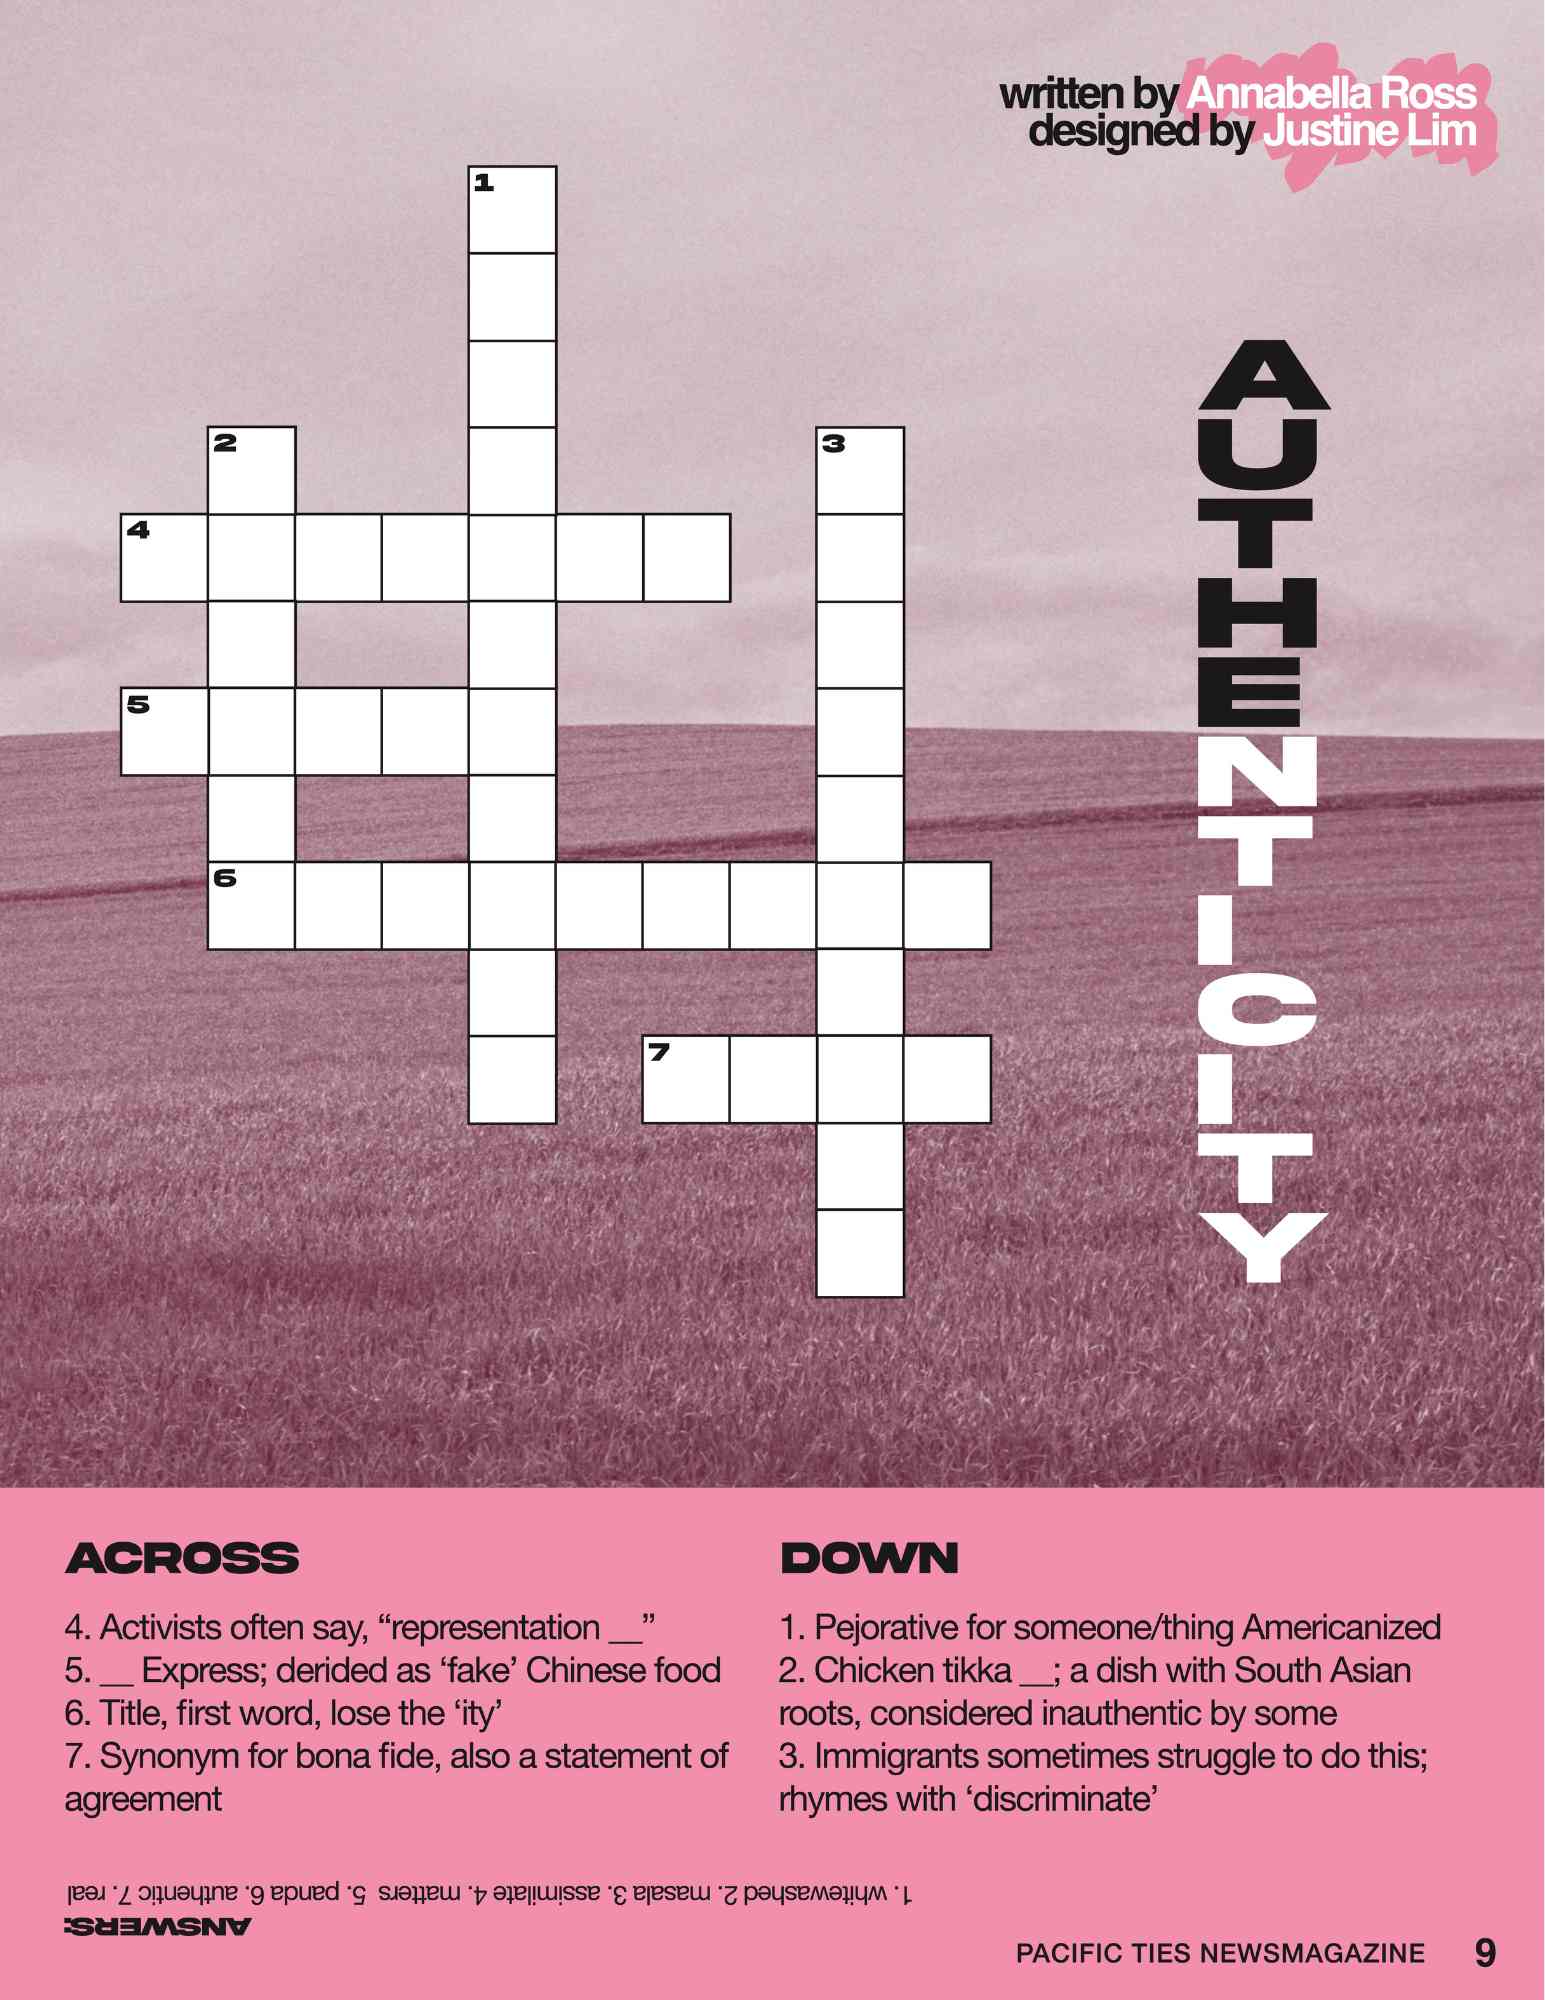 written by Annabella Ross
designed by Justine Lim
1
2
3
4
5
6
7
AUTHENTICITY
ACROSS
4. Activists often say, “representation __”
5. __ Express; derided as ‘fake’ Chinese food
6. Title, first word, lose the ‘ity’
7. Synonym for bona fide, also a statement of
agreement
DOWN
1. Pejorative for someone/thing Americanized
2. Chicken tikka __; a dish with South Asian
roots, considered inauthentic by some
3. Immigrants sometimes struggle to do this;
rhymes with ‘discriminate’
ANSWERS:
1. whitewashed 2. masala 3. assimilate 4. matters 5. panda 6. authentic 7. real
PACIFIC TIES NEWSMAGAZINE 9